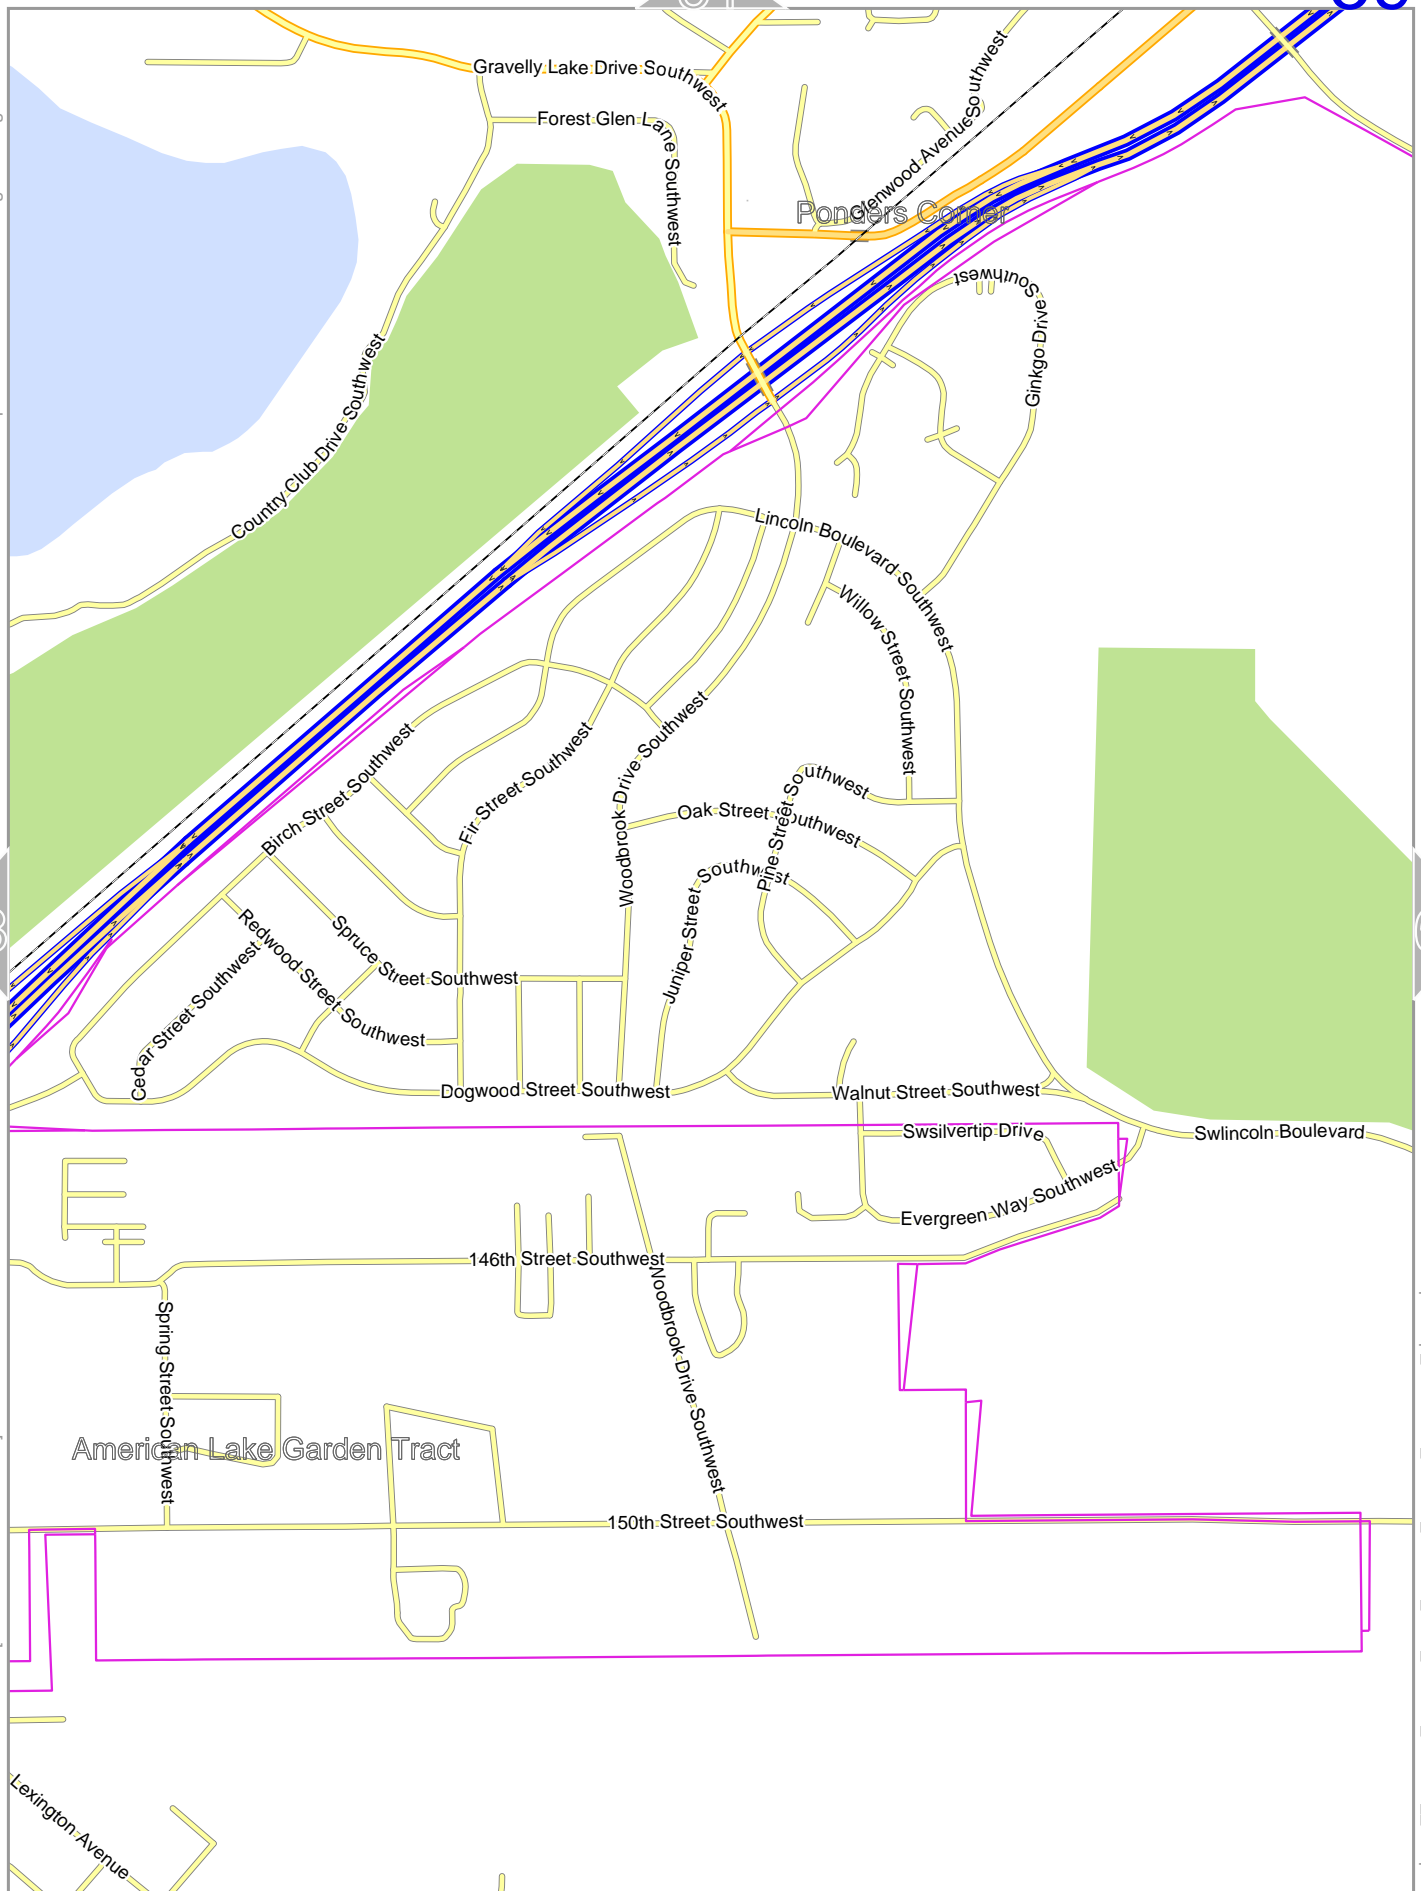 Gravelly Lake Drive Southwest
Forest Glen Lane Southwest
Glenwood Avenue Southwest
Ponders Corner
Ginkgo Drive Southwest
Country Club Drive Southwest
Lincoln Boulevard Southwest
Willow Street Southwest
Birch Street Southwest
Fir Street Southwest
Woodbrook Drive Southwest
Pine Street Southwest
Oak Street Southwest
Juniper Street Southwest
Redwood Street Southwest
Spruce Street Southwest
Cedar Street Southwest
Dogwood Street Southwest
Walnut Street Southwest
Swsilvertip Drive
Swlincoln Boulevard
Evergreen Way Southwest
146th Street Southwest
Woodbrook Drive Southwest
Spring Street Southwest
American Lake Garden Tract
150th Street Southwest
Lexington Avenue